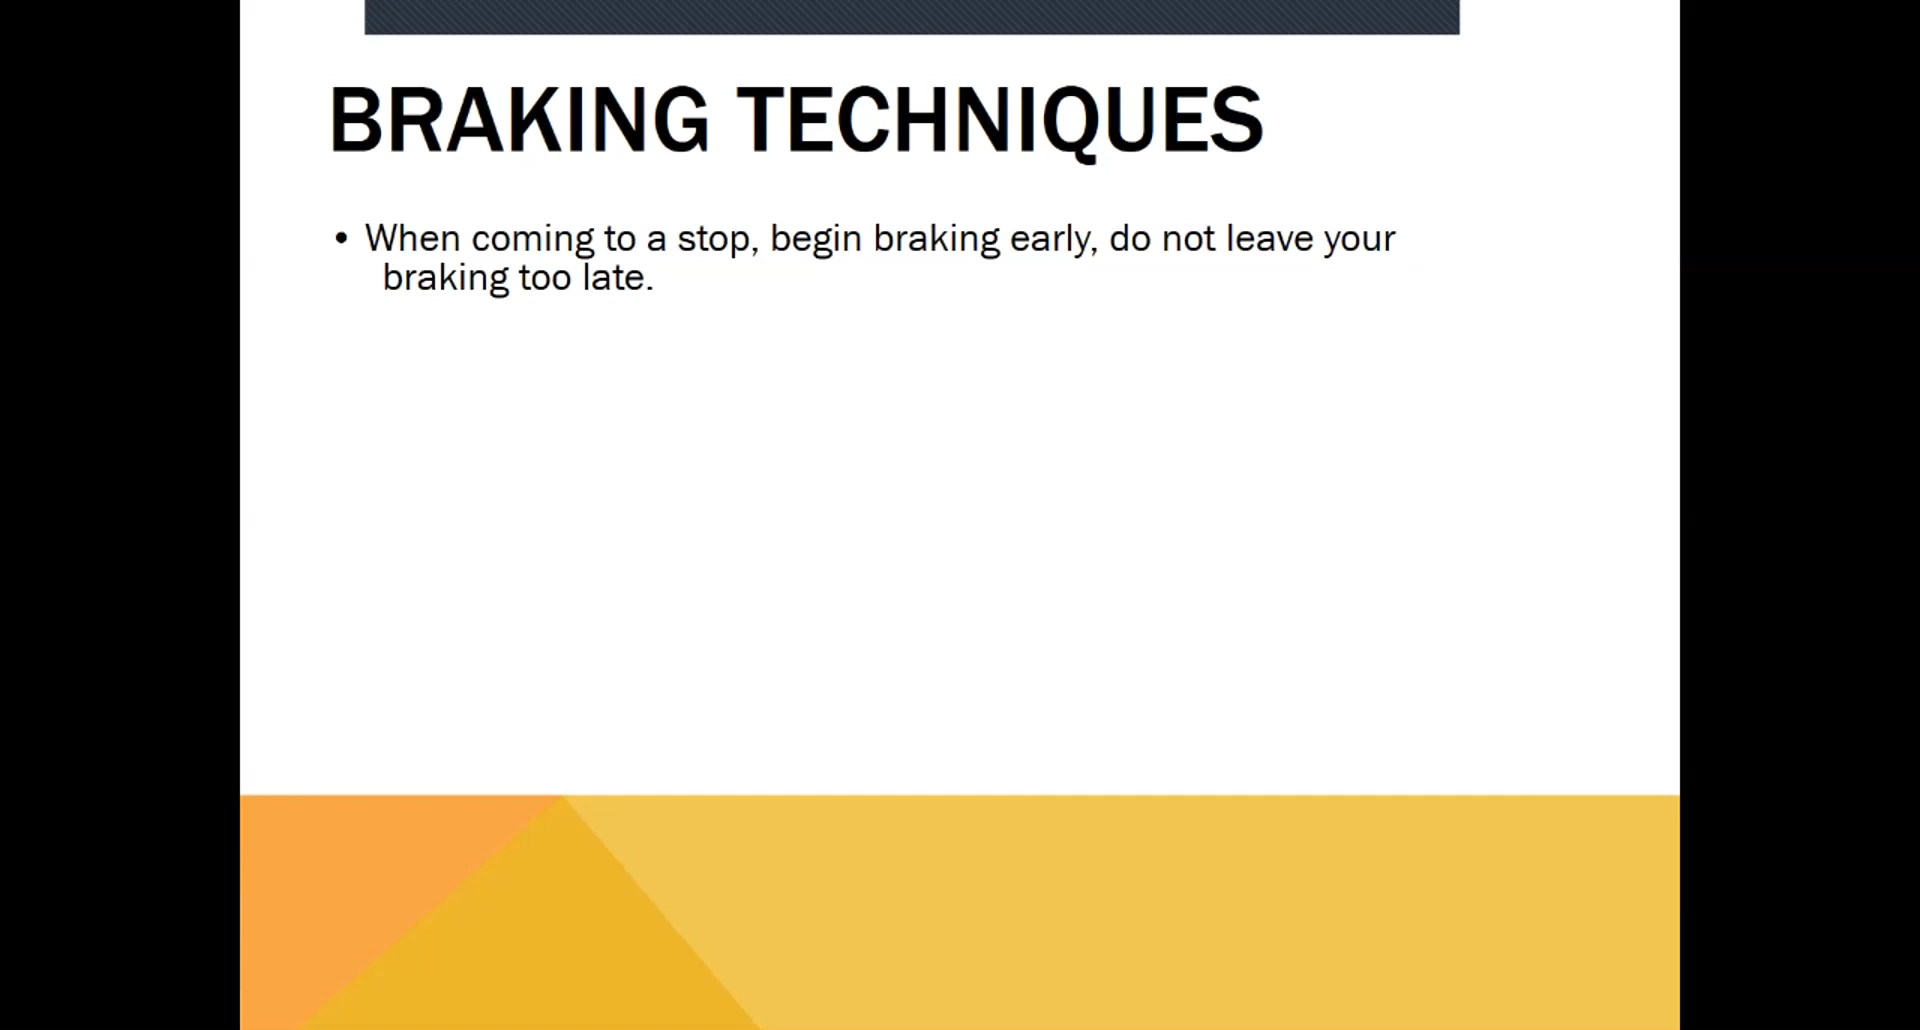 BRAKING TECHNIQUES
• When coming to a stop, begin braking early, do not leave your
braking too late.